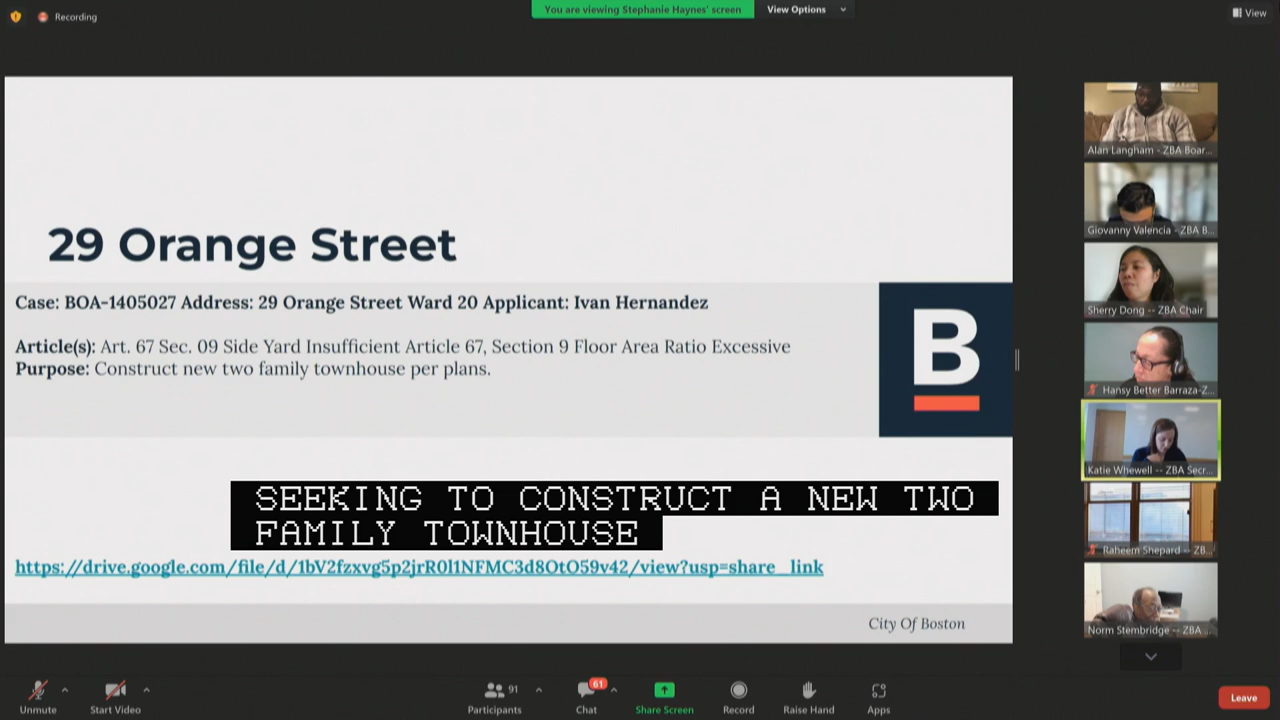 Recording
You are viewing Stephanie Haynes' screen
View Options
View
29 Orange Street
Case: BOA-1405027 Address: 29 Orange Street Ward 20 Applicant: Ivan Hernandez
Article(s): Art. 67 Sec. 09 Side Yard Insufficient Article 67, Section 9 Floor Area Ratio Excessive
Purpose: Construct new two family townhouse per plans.
B
SEEKING TO CONSTRUCT A NEW TWO
FAMILY TOWNHOUSE
https://drive.google.com/file/d/1bV2fzxvg5p2jrR0l1NFMC3d8OtO59v42/view?usp=share_link
City Of Boston
Alan Langham - ZBA Boar...
Giovanny Valencia - ZBA B...
Sherry Dong -- ZBA Chair
Hansy Better Barraza-Z...
Katie Whewell -- ZBA Secr...
Raheem Shepard -- ZB...
Norm Stembridge -- ZBA ...
Unmute
Start Video
91
Participants
61
Chat
Share Screen
Record
Raise Hand
Apps
Leave